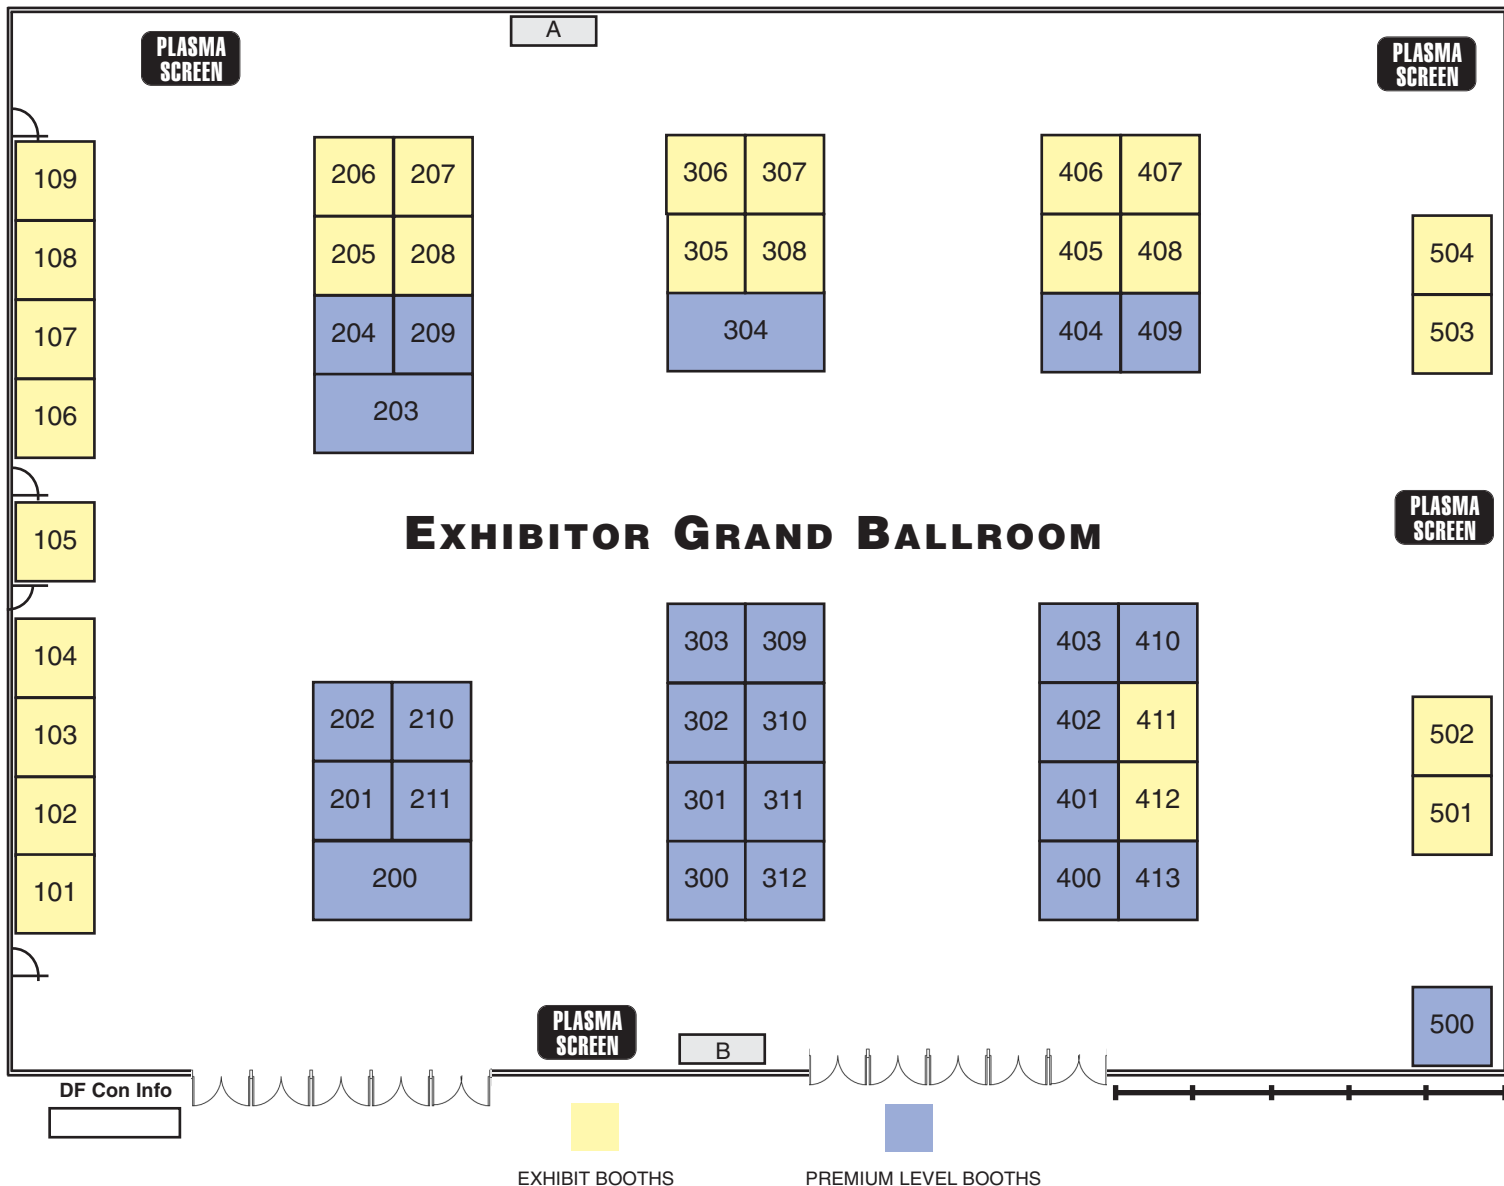 A
PLASMA
SCREEN
PLASMA
SCREEN
109
206 207
306 307
406 407
108
205 208
305 308
405 408
504
107
204 209
304
404 409
503
106
203
PLASMA
SCREEN
105
EXHIBITOR GRAND BALLROOM
104
303 309
403 410
103
202 210
302 310
402 411
502
102
201 211
301 311
401 412
501
101
200
300 312
400 413
PLASMA
SCREEN
B
500
DF Con Info
EXHIBIT BOOTHS
PREMIUM LEVEL BOOTHS